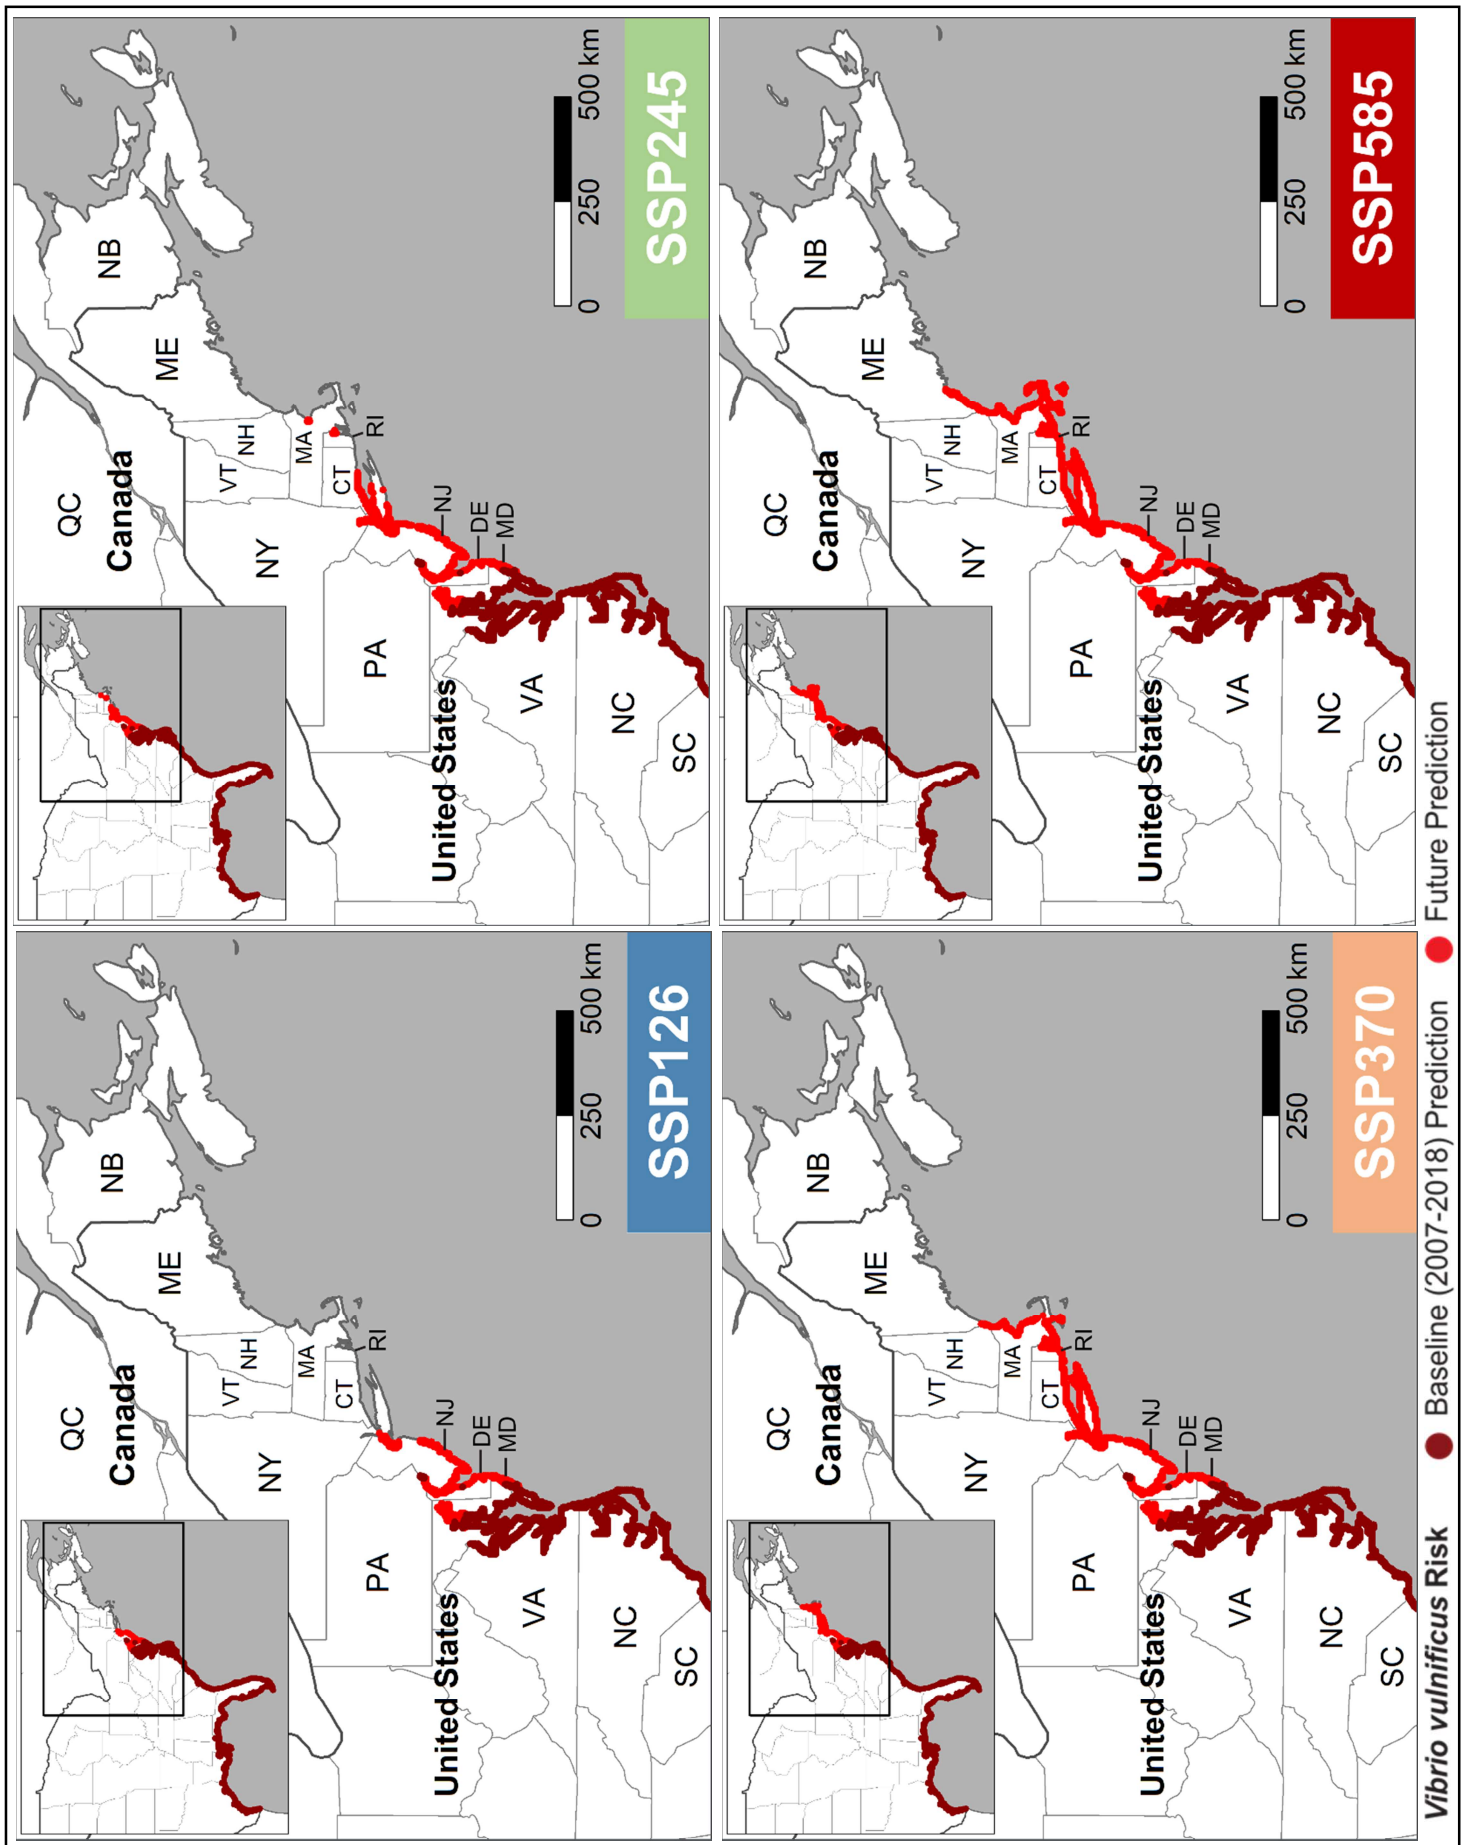 QC
Canada
NB
ME
VT
NH
NY
MA
CT
RI
PA
NJ
DE
MD
United States
VA
NC
SC
0 250 500 km
SSP126
QC
Canada
NB
ME
VT
NH
NY
MA
CT
RI
PA
NJ
DE
MD
United States
VA
NC
SC
0 250 500 km
SSP245
QC
Canada
NB
ME
VT
NH
NY
MA
CT
RI
PA
NJ
DE
MD
United States
VA
NC
SC
0 250 500 km
SSP370
QC
Canada
NB
ME
VT
NH
NY
MA
CT
RI
PA
NJ
DE
MD
United States
VA
NC
SC
0 250 500 km
SSP585
Vibrio vulnificus Risk Baseline (2007-2018) Prediction Future Prediction